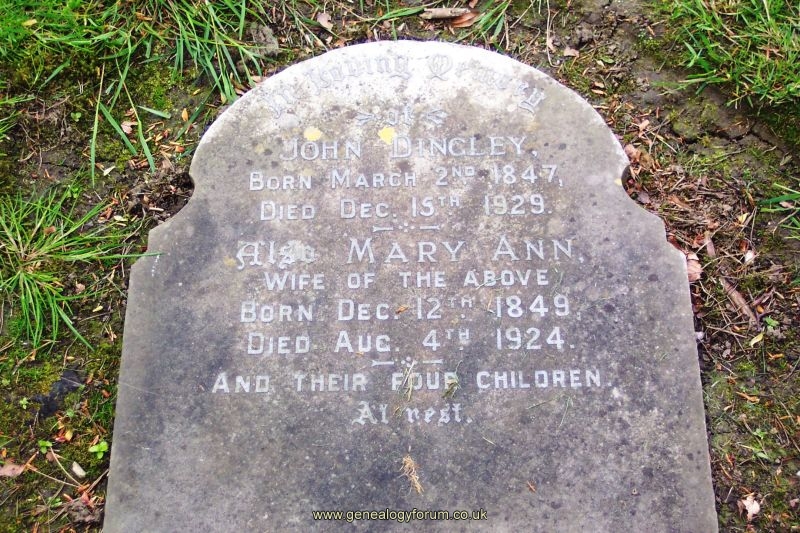 In Loving Memory
of
JOHN DINGLEY,
BORN MARCH 2ND 1847,
DIED DEC. 15TH 1929.
Also MARY ANN,
WIFE OF THE ABOVE
BORN DEC. 12TH 1849,
DIED AUG. 4TH 1924.
AND THEIR FOUR CHILDREN.
At rest.
www.genealogyforum.co.uk